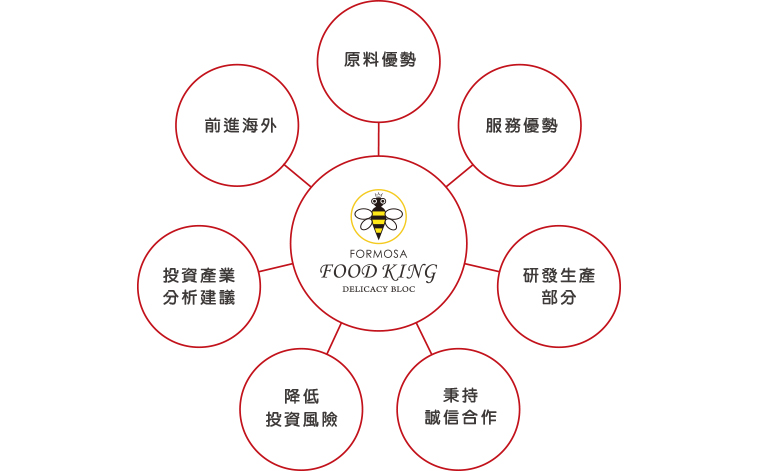 原料優勢
服務優勢
研發生產
部分
秉持
誠信合作
降低
投資風險
投資產業
分析建議
前進海外
FORMOSA
FOOD KING
DELICACY BLOC